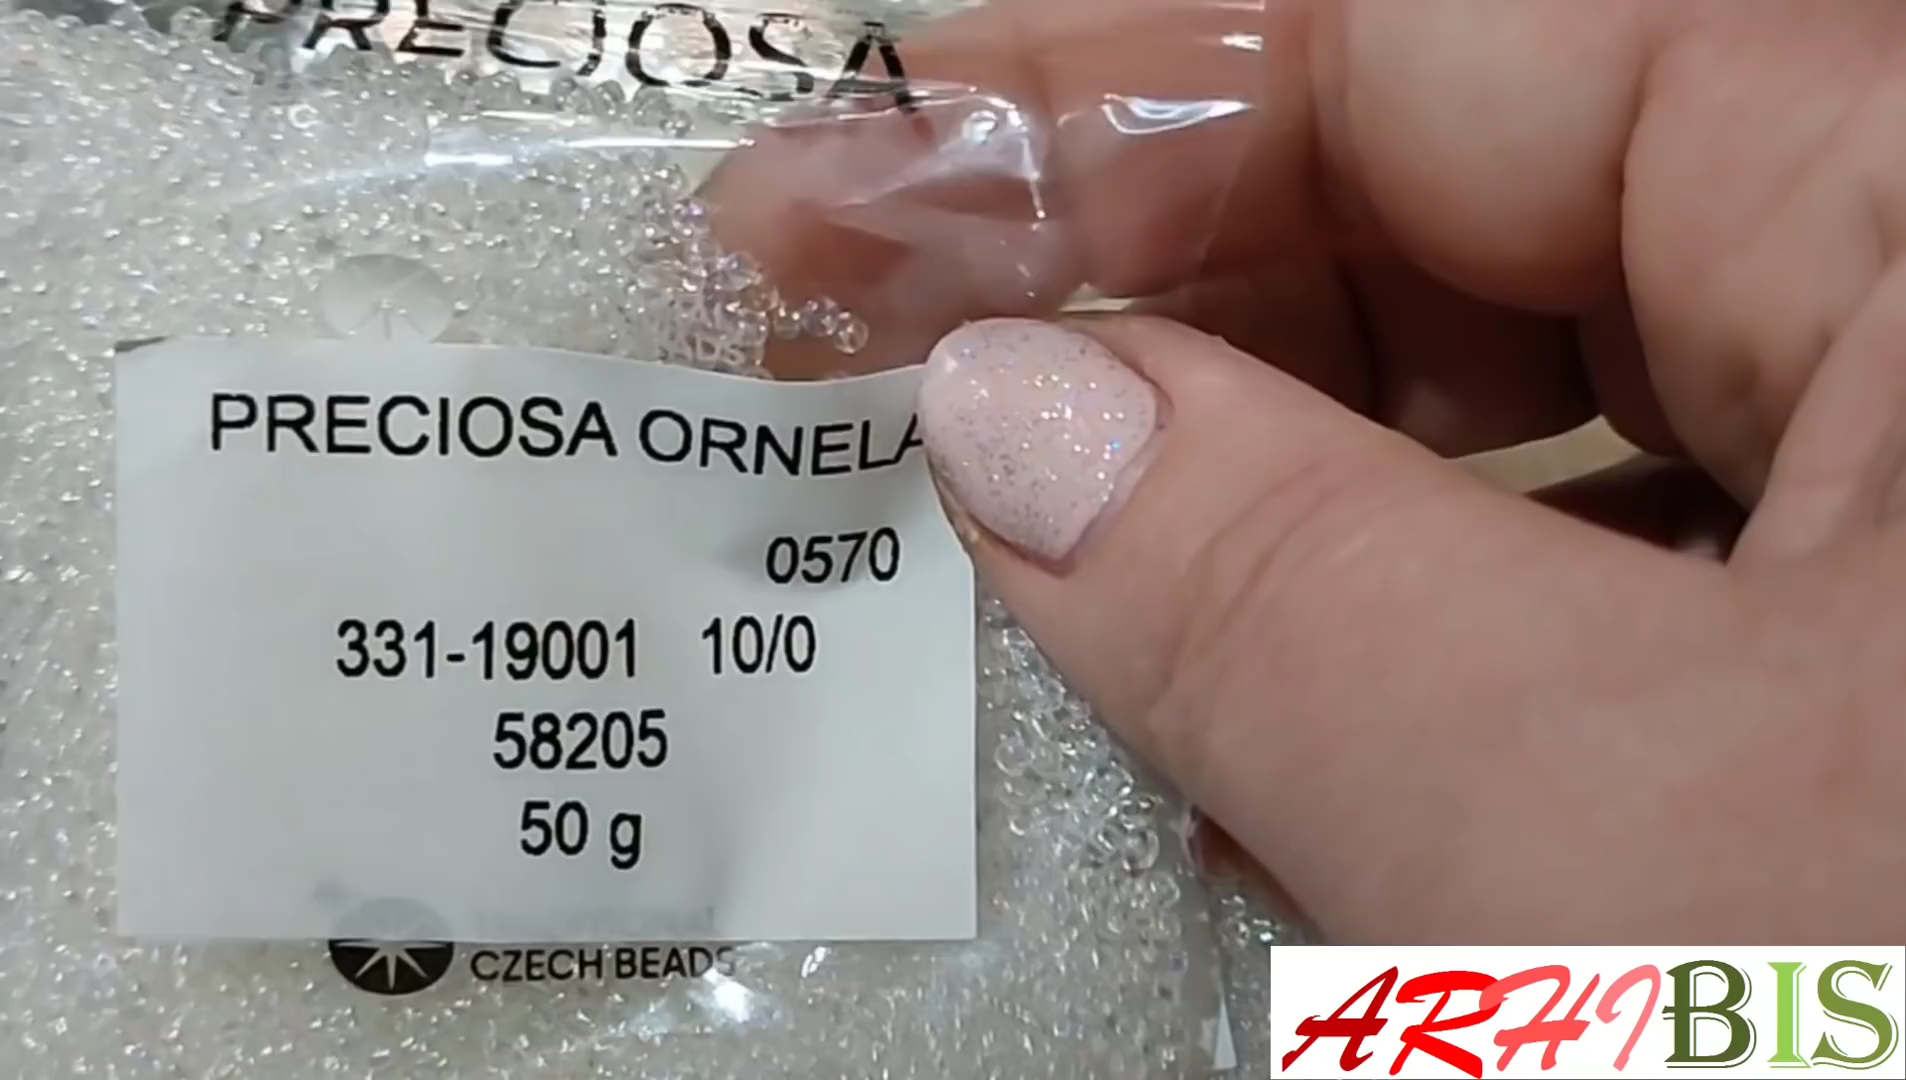 PRECIOSA
PRECIOSA ORNELA
0570
331-19001 10/0
58205
50 g
CZECH BEADS
ARHIBIS